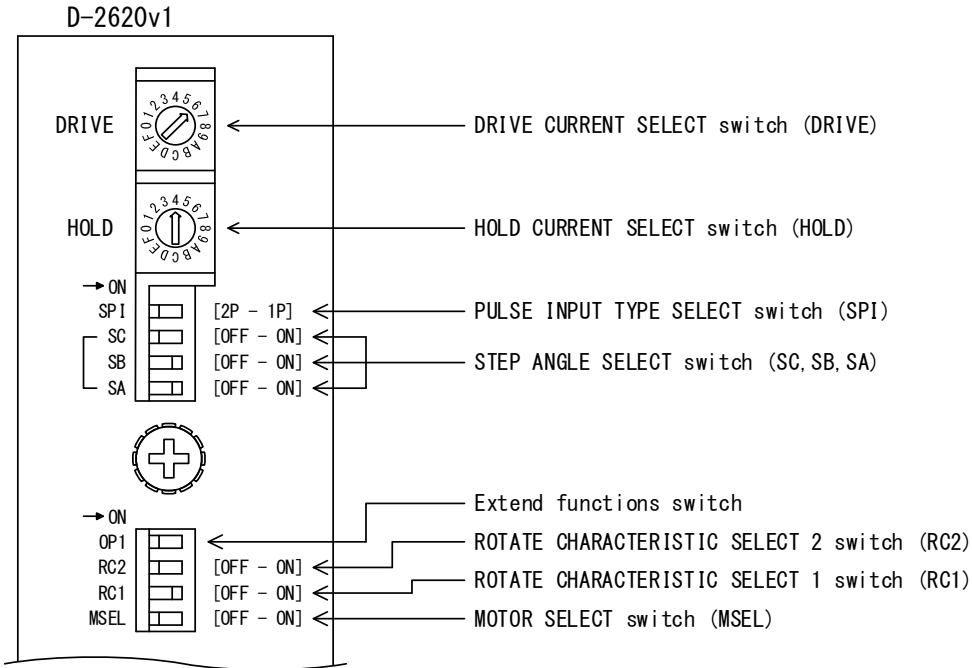 D-2620v1
DRIVE 0123456789ABCDEF DRIVE CURRENT SELECT switch (DRIVE)
HOLD 0123456789ABCDEF HOLD CURRENT SELECT switch (HOLD)
ON
SPI [2P - 1P] PULSE INPUT TYPE SELECT switch (SPI)
SC [OFF - ON]
SB [OFF - ON] STEP ANGLE SELECT switch (SC,SB,SA)
SA [OFF - ON]
Extend functions switch
ON
OP1
ROTATE CHARACTERISTIC SELECT 2 switch (RC2)
RC2 [OFF - ON]
ROTATE CHARACTERISTIC SELECT 1 switch (RC1)
RC1 [OFF - ON]
MSEL [OFF - ON] MOTOR SELECT switch (MSEL)